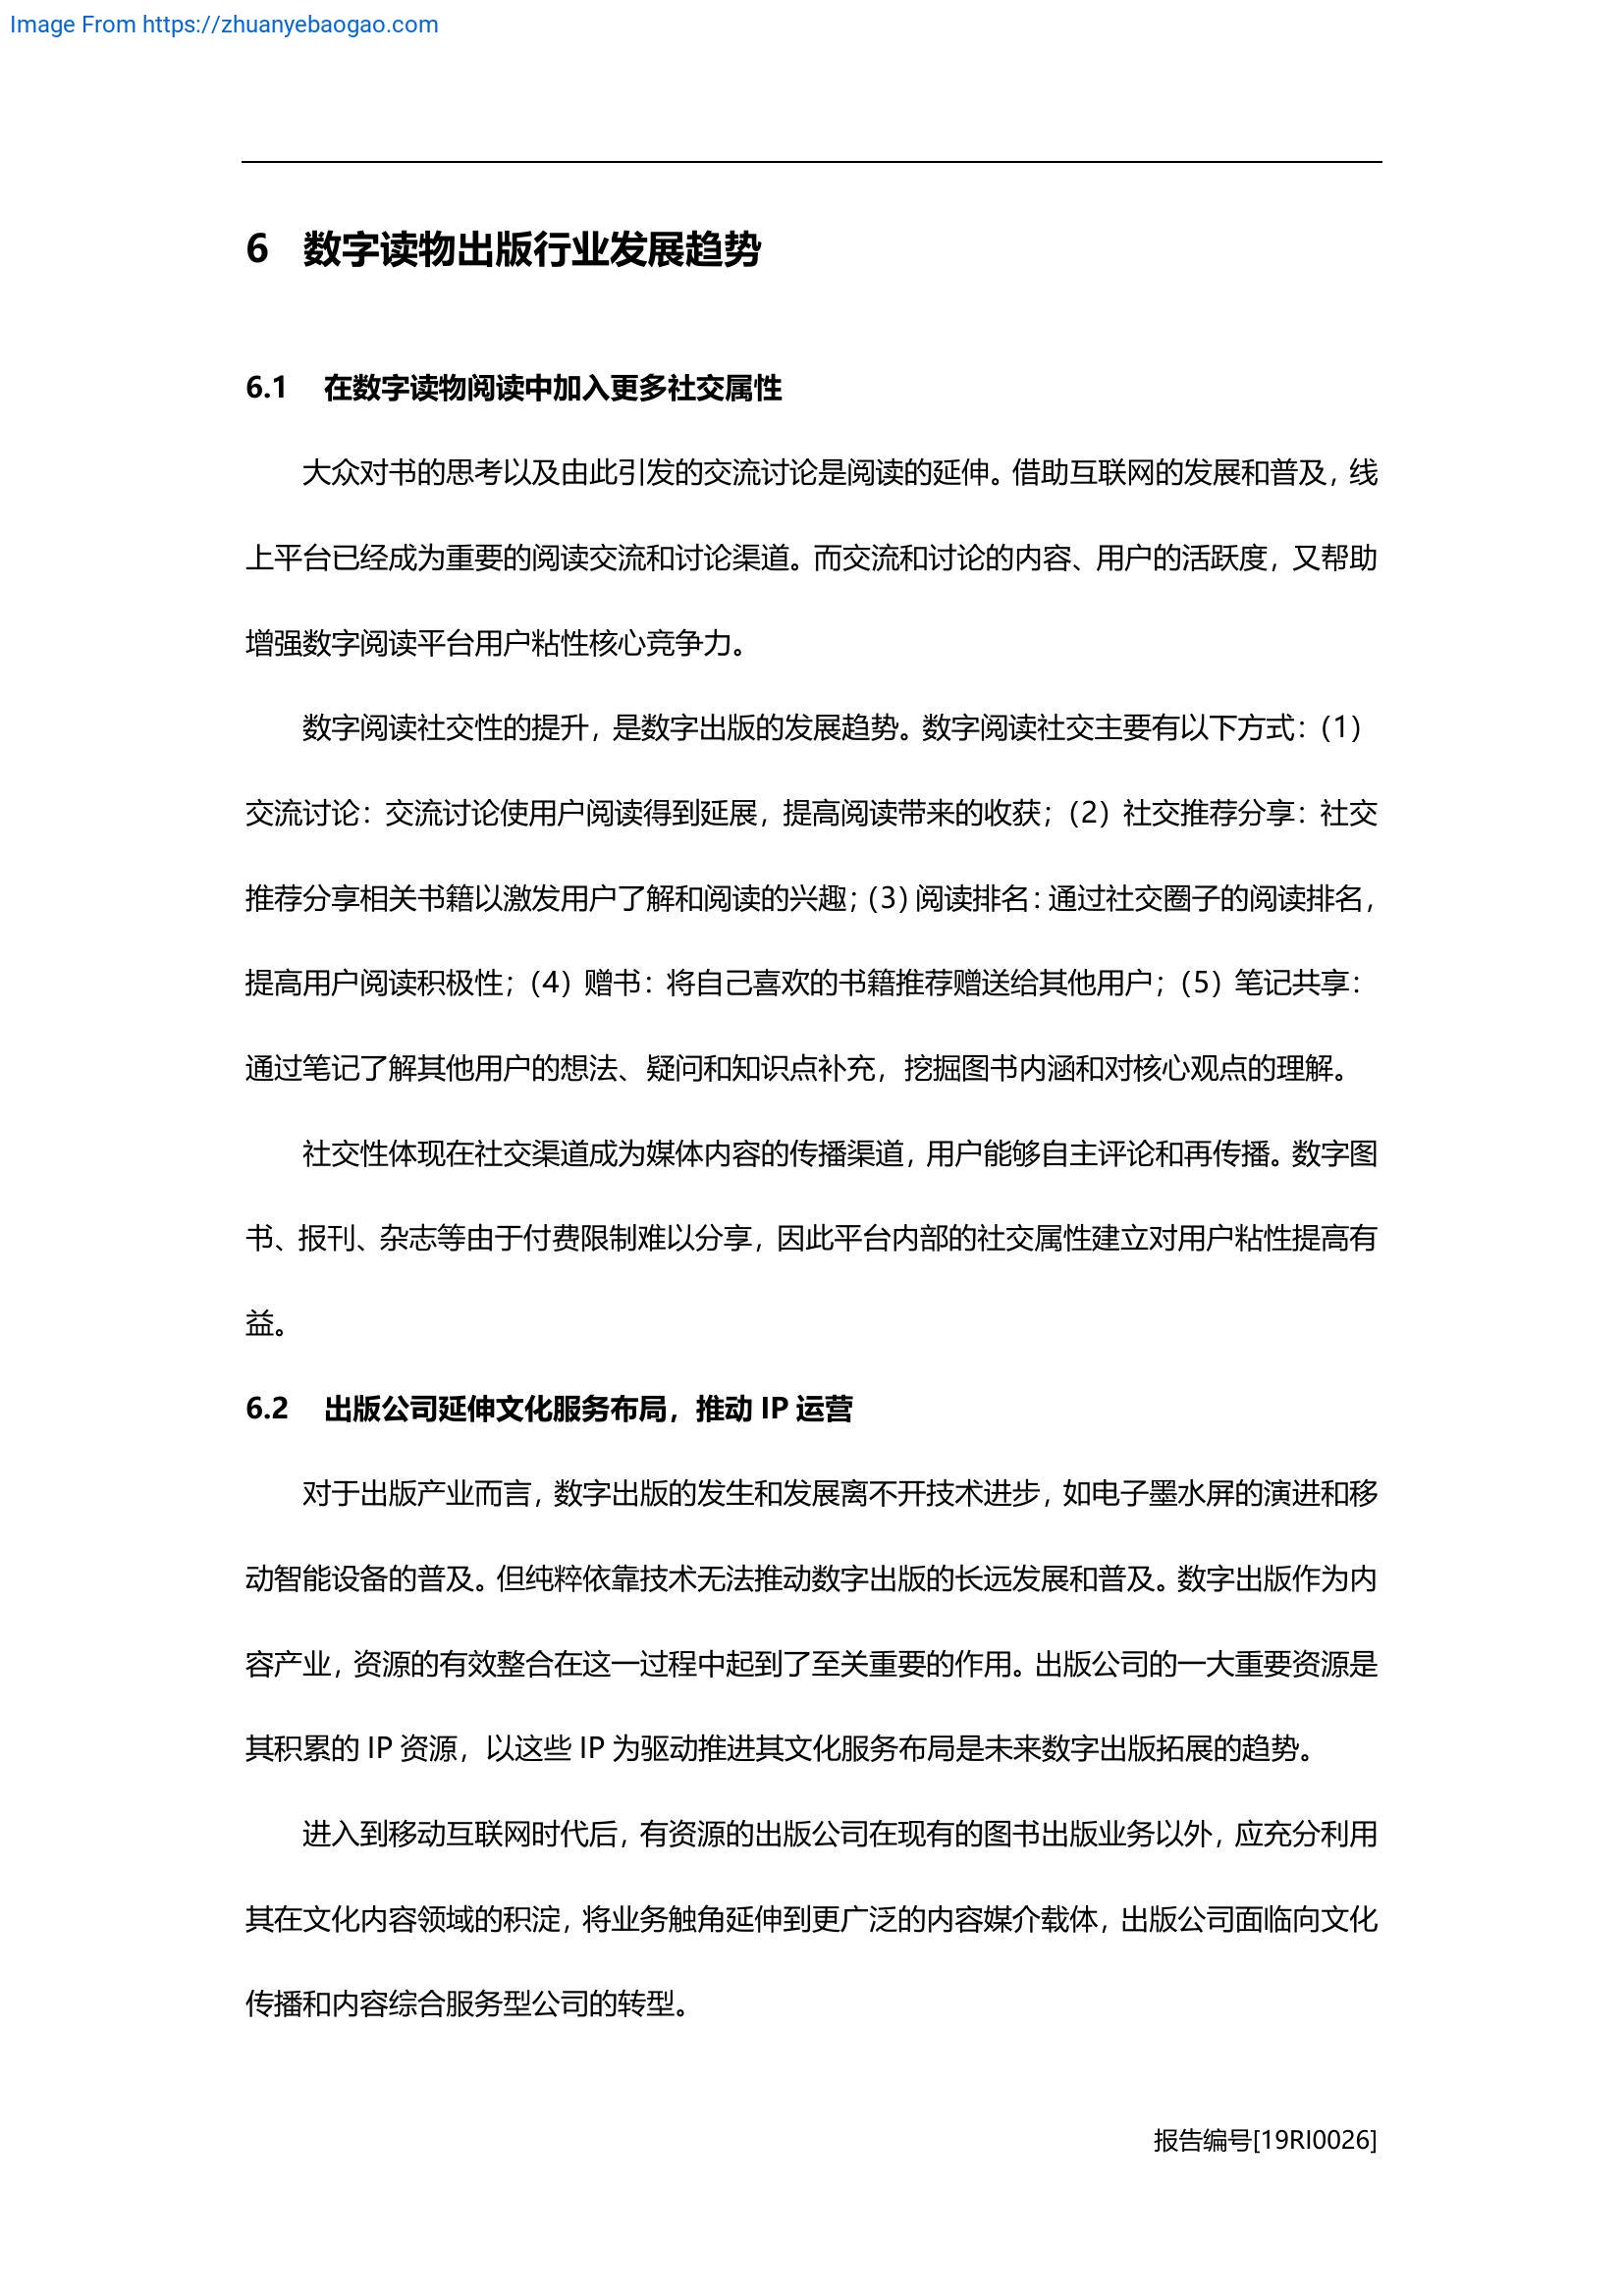 Image From https://zhuanyebaogao.com
6 数字读物出版行业发展趋势
6.1 在数字读物阅读中加入更多社交属性
大众对书的思考以及由此引发的交流讨论是阅读的延伸。借助互联网的发展和普及，线
上平台已经成为重要的阅读交流和讨论渠道。而交流和讨论的内容、用户的活跃度，又帮助
增强数字阅读平台用户粘性核心竞争力。
数字阅读社交性的提升，是数字出版的发展趋势。数字阅读社交主要有以下方式：（1）
交流讨论：交流讨论使用户阅读得到延展，提高阅读带来的收获；（2）社交推荐分享：社交
推荐分享相关书籍以激发用户了解和阅读的兴趣；（3）阅读排名：通过社交圈子的阅读排名，
提高用户阅读积极性；（4）赠书：将自己喜欢的书籍推荐赠送给其他用户；（5）笔记共享：
通过笔记了解其他用户的想法、疑问和知识点补充，挖掘图书内涵和对核心观点的理解。
社交性体现在社交渠道成为媒体内容的传播渠道，用户能够自主评论和再传播。数字图
书、报刊、杂志等由于付费限制难以分享，因此平台内部的社交属性建立对用户粘性提高有
益。
6.2 出版公司延伸文化服务布局，推动 IP 运营
对于出版产业而言，数字出版的发生和发展离不开技术进步，如电子墨水屏的演进和移
动智能设备的普及。但纯粹依靠技术无法推动数字出版的长远发展和普及。数字出版作为内
容产业，资源的有效整合在这一过程中起到了至关重要的作用。出版公司的一大重要资源是
其积累的 IP 资源，以这些 IP 为驱动推进其文化服务布局是未来数字出版拓展的趋势。
进入到移动互联网时代后，有资源的出版公司在现有的图书出版业务以外，应充分利用
其在文化内容领域的积淀，将业务触角延伸到更广泛的内容媒介载体，出版公司面临向文化
传播和内容综合服务型公司的转型。
报告编号[19RI0026]